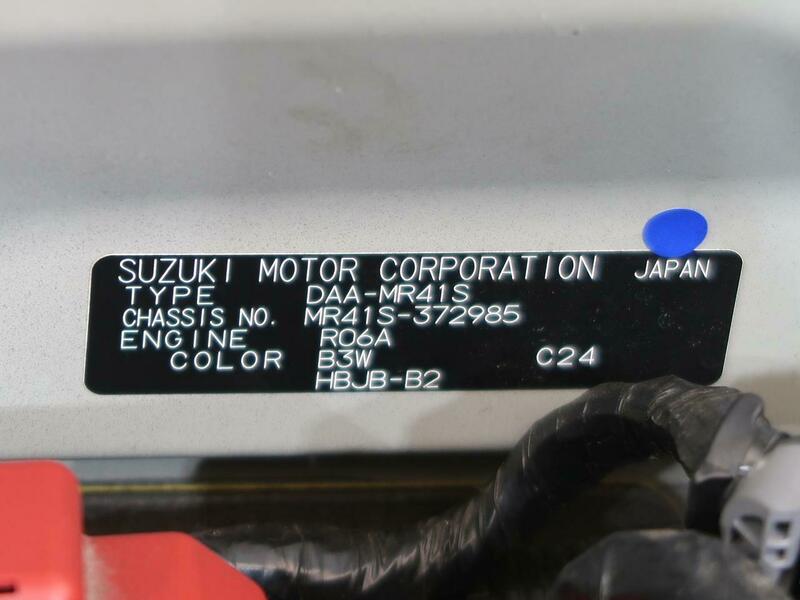 SUZUKI MOTOR CORPORATION JAPAN
TYPE DAA-MR41S
CHASSIS NO. MR41S-372985
ENGINE R06A
COLOR B3W C24
HBJB-B2